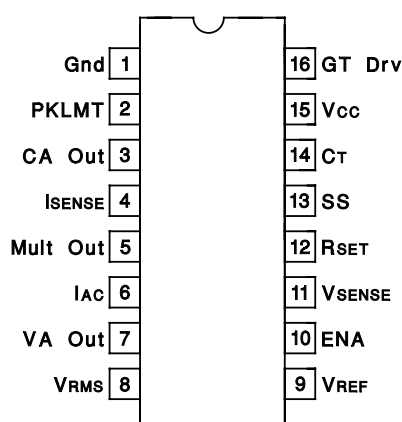 Gnd 1 16 GT Drv
PKLMT 2 15 VCC
CA Out 3 14 CT
ISENSE 4 13 SS
Mult Out 5 12 RSET
IAC 6 11 VSENSE
VA Out 7 10 ENA
VRMS 8 9 VREF